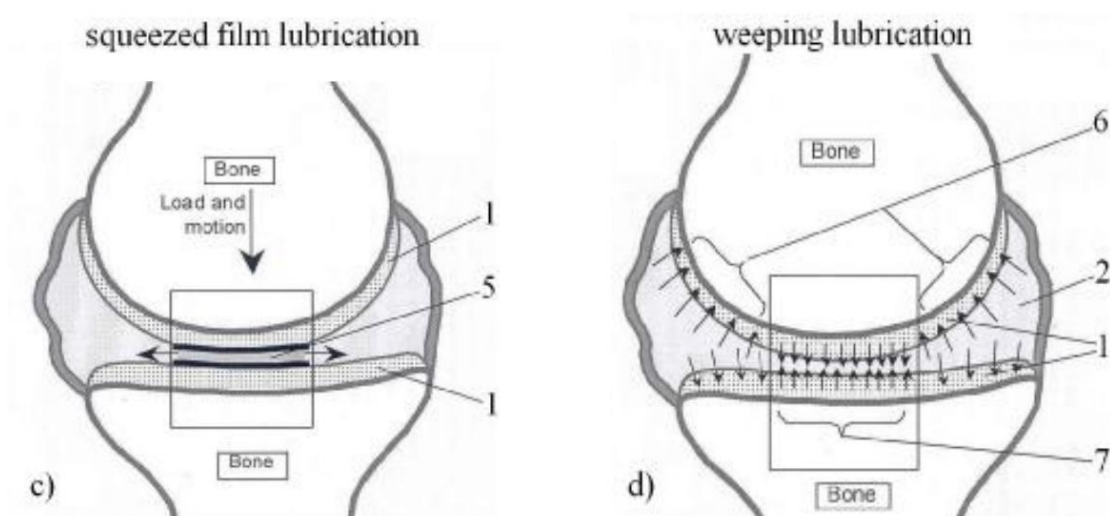 squeezed film lubrication
Bone
Load and
motion
1
5
1
Bone
c)
weeping lubrication
6
Bone
2
1
7
Bone
d)